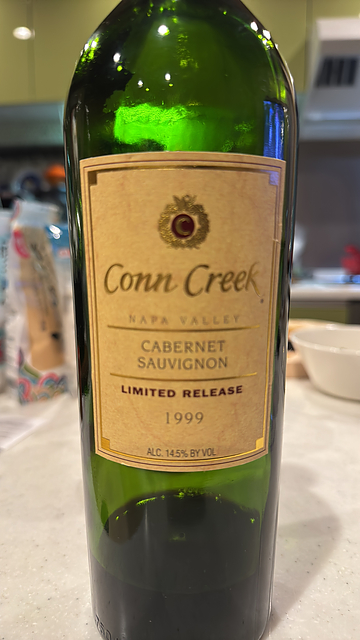 C
Conn Creek
NAPA VALLEY
CABERNET
SAUVIGNON
LIMITED RELEASE
1999
ALC. 14.5% BY VOL.